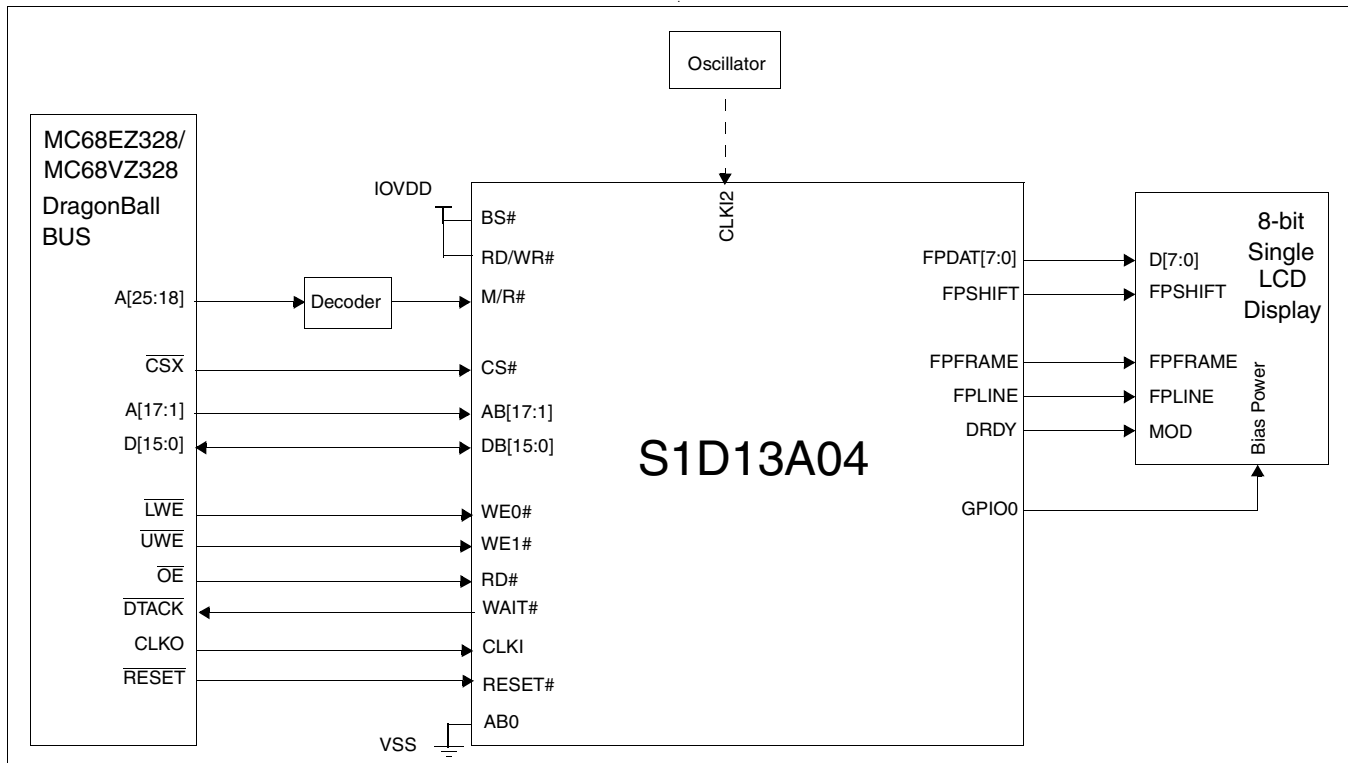 Oscillator
MC68EZ328/
MC68VZ328
DragonBall
BUS
A[25:18]
CSX
A[17:1]
D[15:0]
LWE
UWE
OE
DTACK
CLKO
RESET
Decoder
IOVDD
BS#
RD/WR#
M/R#
CS#
AB[17:1]
DB[15:0]
WE0#
WE1#
RD#
WAIT#
CLKI
RESET#
AB0
VSS
CLKI2
S1D13A04
FPDAT[7:0]
FPSHIFT
FPFRAME
FPLINE
DRDY
GPIO0
8-bit
Single
LCD
Display
D[7:0]
FPSHIFT
FPFRAME
FPLINE
MOD
Bias Power